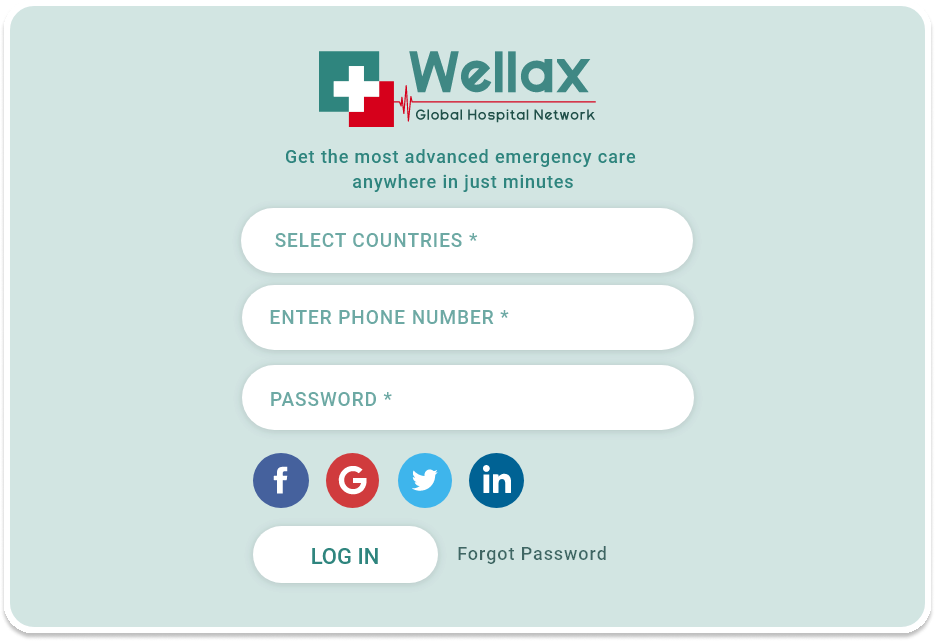 Wellax
Global Hospital Network
Get the most advanced emergency care
anywhere in just minutes
SELECT COUNTRIES *
ENTER PHONE NUMBER *
PASSWORD *
f G in
LOG IN Forgot Password